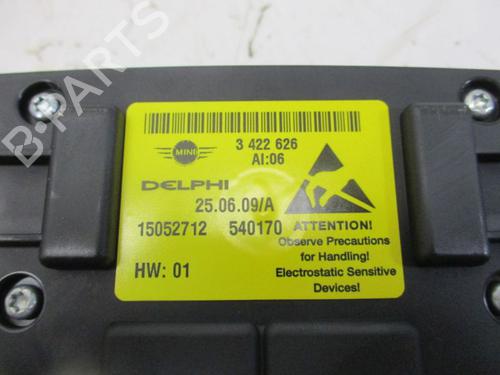 B-PARTS
MINI
3 422 626
AI:06
DELPHI
25.06.09/A
15052712 540170
ATTENTION!
Observe Precautions
for Handling!
HW: 01
Electrostatic Sensitive
Devices!